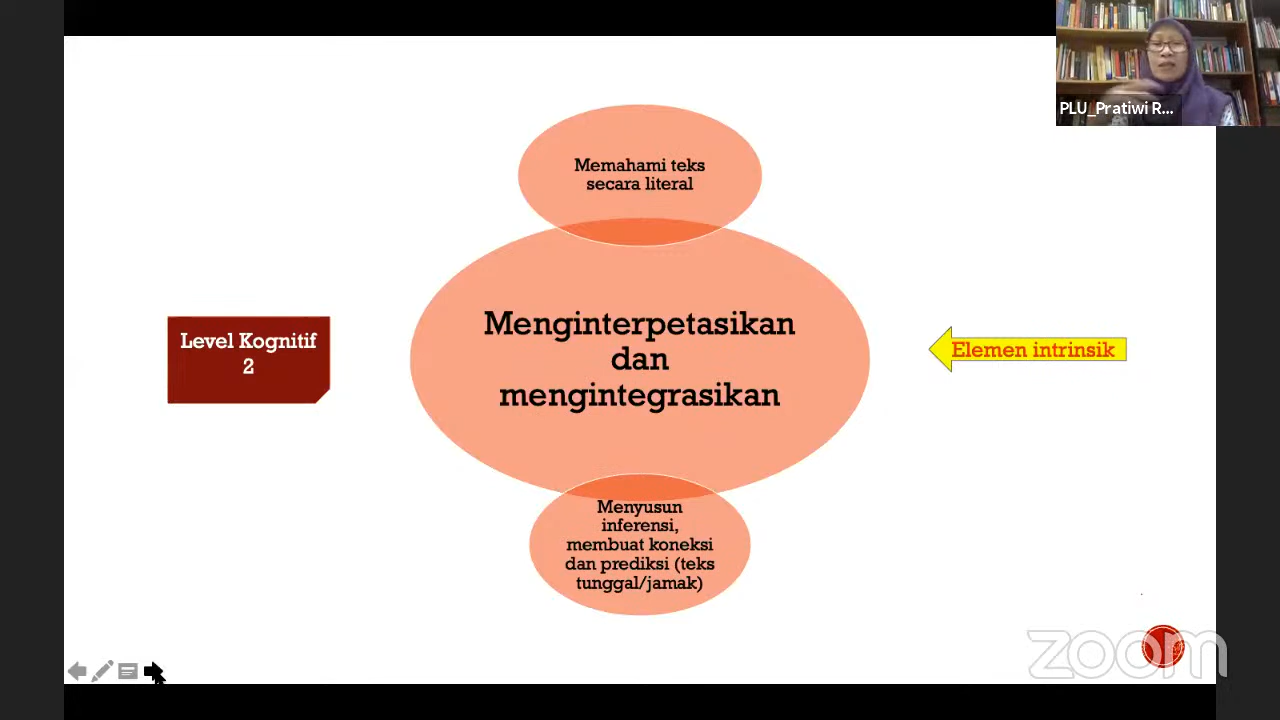 PLU_Pratiwi R...
Memahami teks
secara literal
Menginterpetasikan
dan
mengintegrasikan
Level Kognitif
2
Elemen intrinsik
Menyusun
inferensi,
membuat koneksi
dan prediksi (teks
tunggal/jamak)
zoom